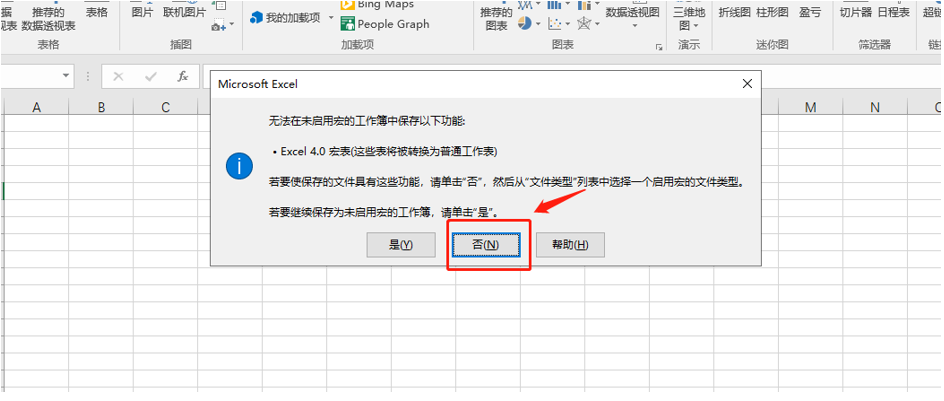 据 推荐的 表格 图片 联机图片 我的加载项 Bing Maps 推荐的 数据透视图 三维地 折线图 柱形图 盈亏 切片器 日程表
视表 数据透视表 People Graph 图表 图
表格 插图 加载项 图表 演示 迷你图 筛选器
fx
A B C M N
Microsoft Excel
无法在未启用宏的工作簿中保存以下功能:
• Excel 4.0 宏表(这些表将被转换为普通工作表)
若要使保存的文件具有这些功能，请单击“否”，然后从“文件类型”列表中选择一个启用宏的文件类型。
若要继续保存为未启用宏的工作簿，请单击“是”。
是(Y) 否(N) 帮助(H)